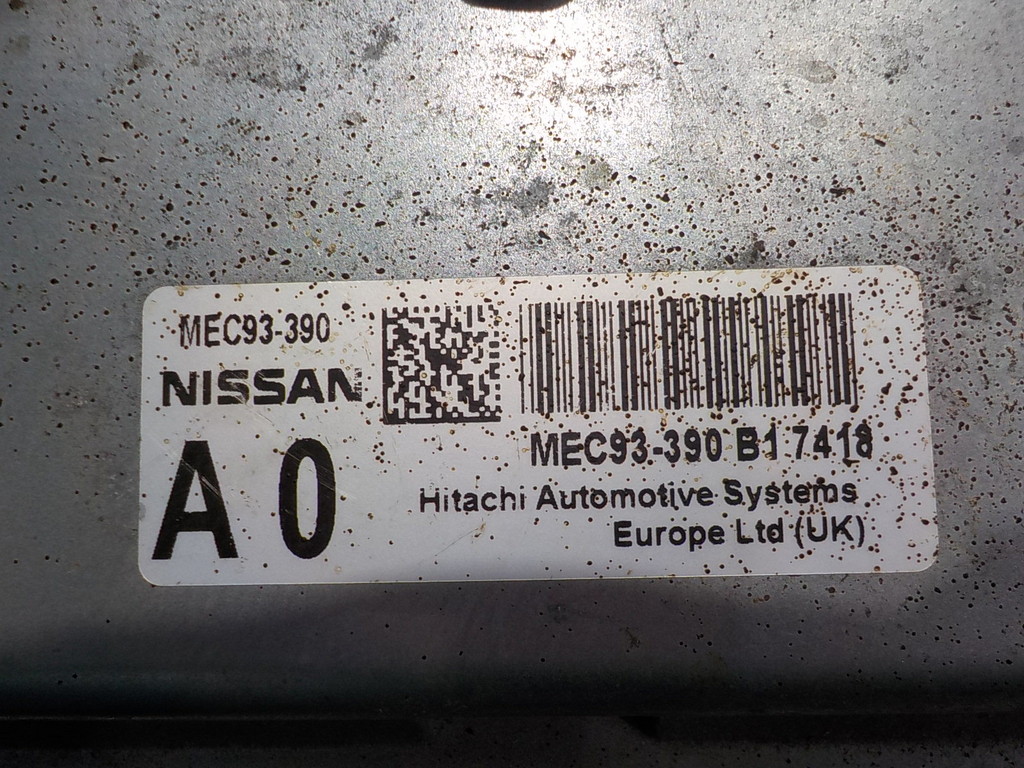 MEC93-390
NISSAN
A0
MEC93-390 B1 7418
Hitachi Automotive Systems
Europe Ltd (UK)